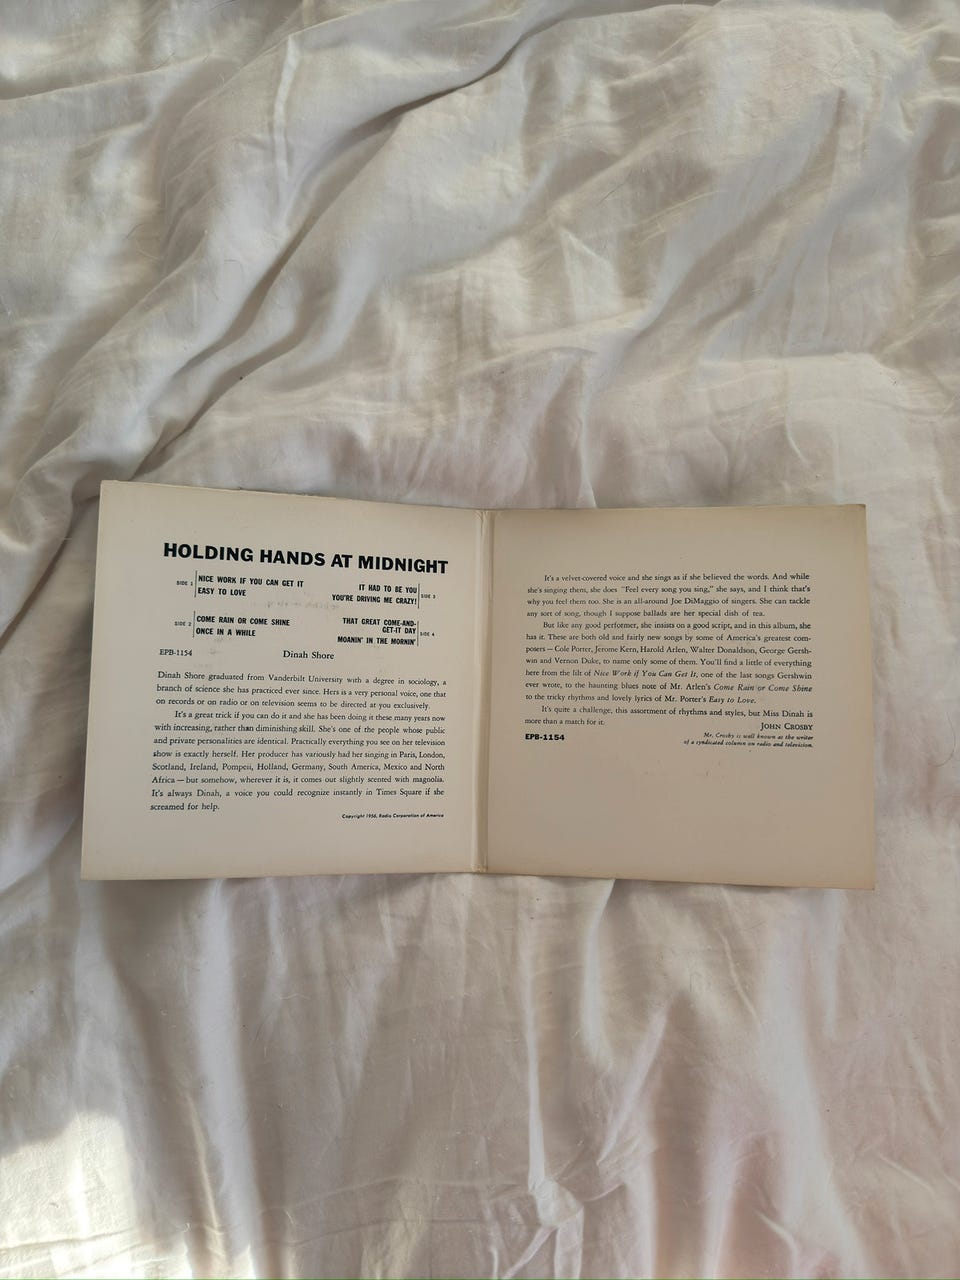 HOLDING HANDS AT MIDNIGHT
SIDE 1
NICE WORK IF YOU CAN GET IT
EASY TO LOVE
SIDE 2
COME RAIN OR COME SHINE
ONCE IN A WHILE
IT HAD TO BE YOU
YOU'RE DRIVING ME CRAZY!
SIDE 3
THAT GREAT COME-AND-
GET-IT DAY
MOANIN' IN THE MORNIN'
SIDE 4
EPB-1154
Dinah Shore
Dinah Shore graduated from Vanderbilt University with a degree in sociology, a
branch of science she has practiced ever since. Hers is a very personal voice, one that
on records or on radio or on television seems to be directed at you exclusively.
It's a great trick if you can do it and she has been doing it these many years now
with increasing, rather than diminishing skill. She's one of the people whose public
and private personalities are identical. Practically everything you see on her television
show is exactly herself. Her producer has variously had her singing in Paris, London,
Scotland, Ireland, Pompeii, Holland, Germany, South America, Mexico and North
Africa — but somehow, wherever it is, it comes out slightly scented with magnolia.
It's always Dinah, a voice you could recognize instantly in Times Square if she
screamed for help.
Copyright 1956, Radio Corporation of America
It's a velvet-covered voice and she sings as if she believed the words. And while
she's singing them, she does "Feel every song you sing," she says, and I think that's
why you feel them too. She is an all-around Joe DiMaggio of singers. She can tackle
any sort of song, though I suppose ballads are her special dish of tea.
But like any good performer, she insists on a good script, and in this album, she
has it. These are both old and fairly new songs by some of America's greatest com-
posers — Cole Porter, Jerome Kern, Harold Arlen, Walter Donaldson, George Gersh-
win and Vernon Duke, to name only some of them. You'll find a little of everything
here from the lilt of Nice Work if You Can Get It, one of the last songs Gershwin
ever wrote, to the haunting blues note of Mr. Arlen's Come Rain or Come Shine
to the tricky rhythms and lovely lyrics of Mr. Porter's Easy to Love.
It's quite a challenge, this assortment of rhythms and styles, but Miss Dinah is
more than a match for it.
JOHN CROSBY
Mr. Crosby is well known as the writer
of a syndicated column on radio and television.
EPB-1154